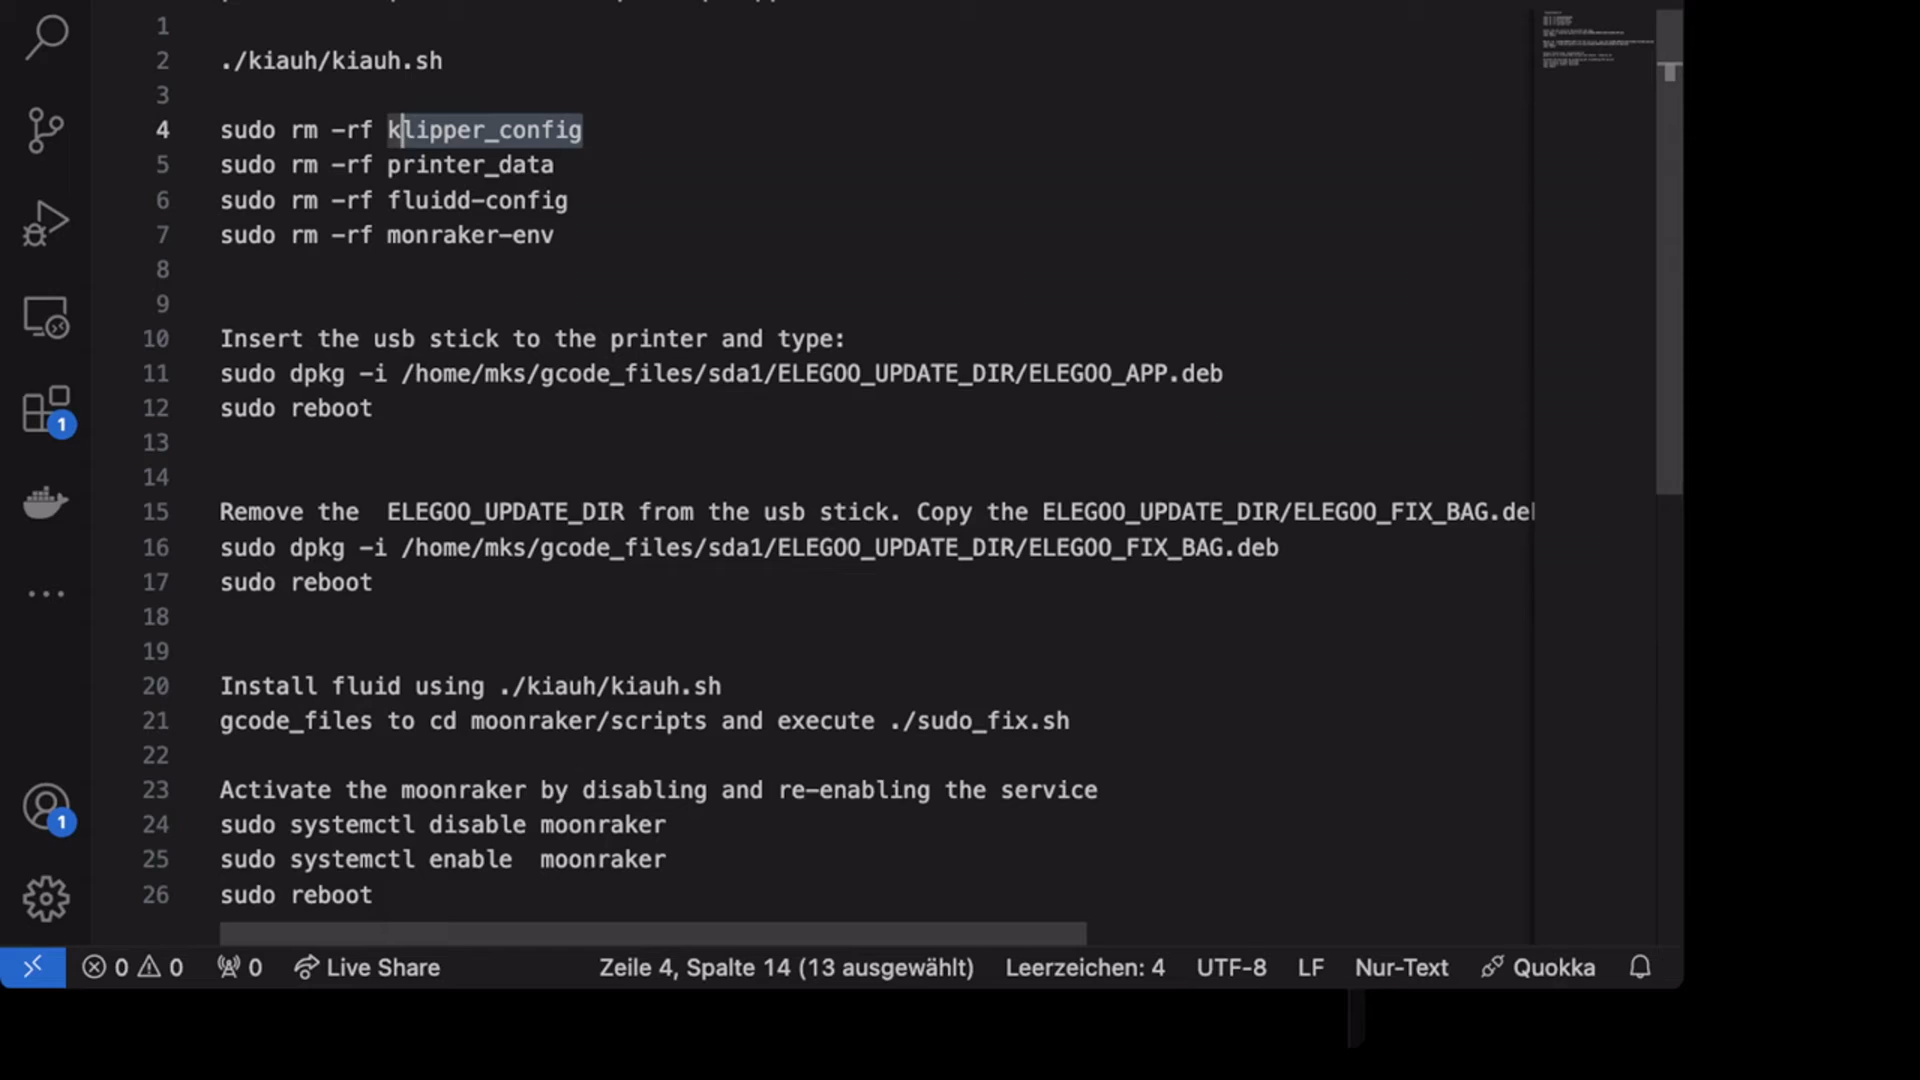 1
2 ./kiauh/kiauh.sh
3
4 sudo rm -rf klipper_config
5 sudo rm -rf printer_data
6 sudo rm -rf fluidd-config
7 sudo rm -rf monraker-env
8
9
10 Insert the usb stick to the printer and type:
11 sudo dpkg -i /home/mks/gcode_files/sda1/ELEGOO_UPDATE_DIR/ELEGOO_APP.deb
12 sudo reboot
13
14
15 Remove the  ELEGOO_UPDATE_DIR from the usb stick. Copy the ELEGOO_UPDATE_DIR/ELEGOO_FIX_BAG.de
16 sudo dpkg -i /home/mks/gcode_files/sda1/ELEGOO_UPDATE_DIR/ELEGOO_FIX_BAG.deb
17 sudo reboot
18
19
20 Install fluid using ./kiauh/kiauh.sh
21 gcode_files to cd moonraker/scripts and execute ./sudo_fix.sh
22
23 Activate the moonraker by disabling and re-enabling the service
24 sudo systemctl disable moonraker
25 sudo systemctl enable  moonraker
26 sudo reboot
1
1
0 0 0 Live Share Zeile 4, Spalte 14 (13 ausgewählt) Leerzeichen: 4 UTF-8 LF Nur-Text Quokka